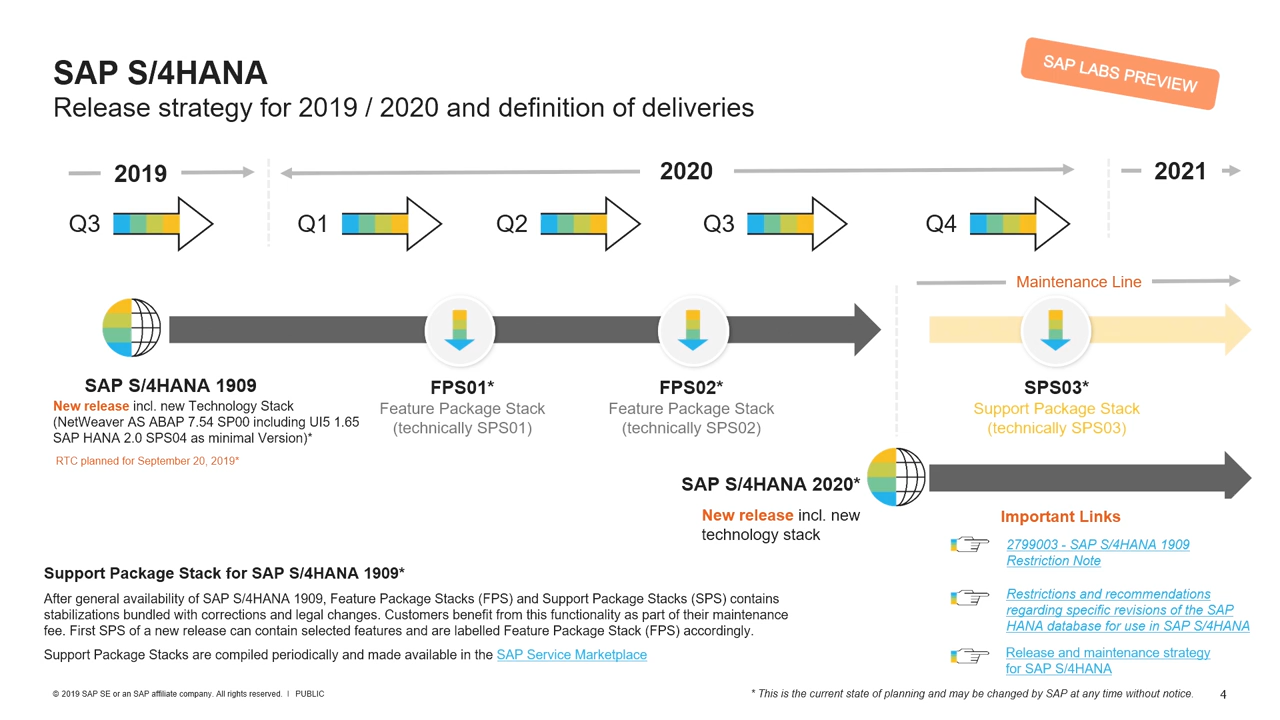 SAP S/4HANA
Release strategy for 2019 / 2020 and definition of deliveries
SAP LABS PREVIEW
2019
2020
2021
Q3
Q1
Q2
Q3
Q4
Maintenance Line
SAP S/4HANA 1909
New release incl. new Technology Stack
(NetWeaver AS ABAP 7.54 SP00 including UI5 1.65
SAP HANA 2.0 SPS04 as minimal Version)*
RTC planned for September 20, 2019*
FPS01*
Feature Package Stack
(technically SPS01)
FPS02*
Feature Package Stack
(technically SPS02)
SPS03*
Support Package Stack
(technically SPS03)
SAP S/4HANA 2020*
New release incl. new
technology stack
Important Links
2799003 - SAP S/4HANA 1909
Restriction Note
Restrictions and recommendations
regarding specific revisions of the SAP
HANA database for use in SAP S/4HANA
Release and maintenance strategy
for SAP S/4HANA
Support Package Stack for SAP S/4HANA 1909*
After general availability of SAP S/4HANA 1909, Feature Package Stacks (FPS) and Support Package Stacks (SPS) contains
stabilizations bundled with corrections and legal changes. Customers benefit from this functionality as part of their maintenance
fee. First SPS of a new release can contain selected features and are labelled Feature Package Stack (FPS) accordingly.
Support Package Stacks are compiled periodically and made available in the SAP Service Marketplace
© 2019 SAP SE or an SAP affiliate company. All rights reserved. | PUBLIC
* This is the current state of planning and may be changed by SAP at any time without notice.
4